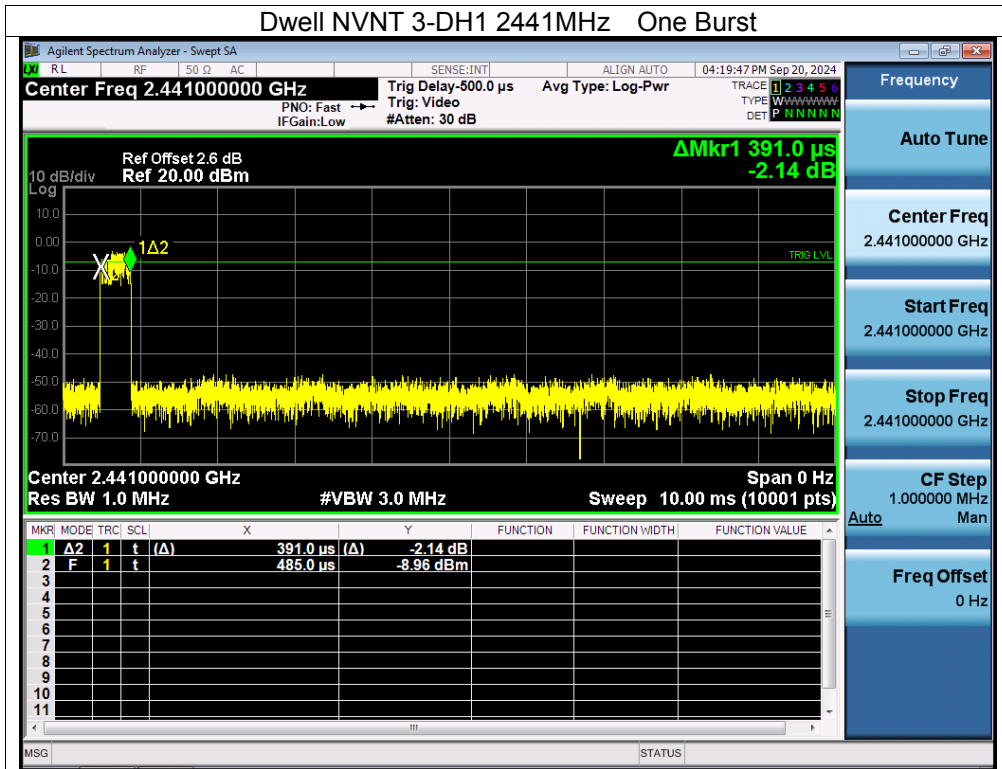 Dwell NVNT 3-DH1 2441MHz One Burst
Agilent Spectrum Analyzer - Swept SA
LXI RL RF 50 Ω AC SENSE:INT ALIGN AUTO 04:19:47 PM Sep 20, 2024
Center Freq 2.441000000 GHz
PNO: Fast
IFGain:Low
Trig Delay-500.0 µs
Trig: Video
#Atten: 30 dB
Avg Type: Log-Pwr
TRACE 1 2 3 4 5 6
TYPE WWWWWW
DET P N N N N N
Frequency
Auto Tune
Center Freq
2.441000000 GHz
Start Freq
2.441000000 GHz
Stop Freq
2.441000000 GHz
CF Step
1.000000 MHz
Auto Man
Freq Offset
0 Hz
ΔMkr1 391.0 µs
-2.14 dB
Ref Offset 2.6 dB
10 dB/div Ref 20.00 dBm
Log
10.0
0.00
-10.0
-20.0
-30.0
-40.0
-50.0
-60.0
-70.0
1Δ2
TRIG LVL
Center 2.441000000 GHz Span 0 Hz
Res BW 1.0 MHz #VBW 3.0 MHz Sweep 10.00 ms (10001 pts)
MKR MODE TRC SCL X Y FUNCTION FUNCTION WIDTH FUNCTION VALUE
1 Δ2 1 t (Δ) 391.0 µs (Δ) -2.14 dB
2 F 1 t 485.0 µs -8.96 dBm
3
4
5
6
7
8
9
10
11
MSG STATUS